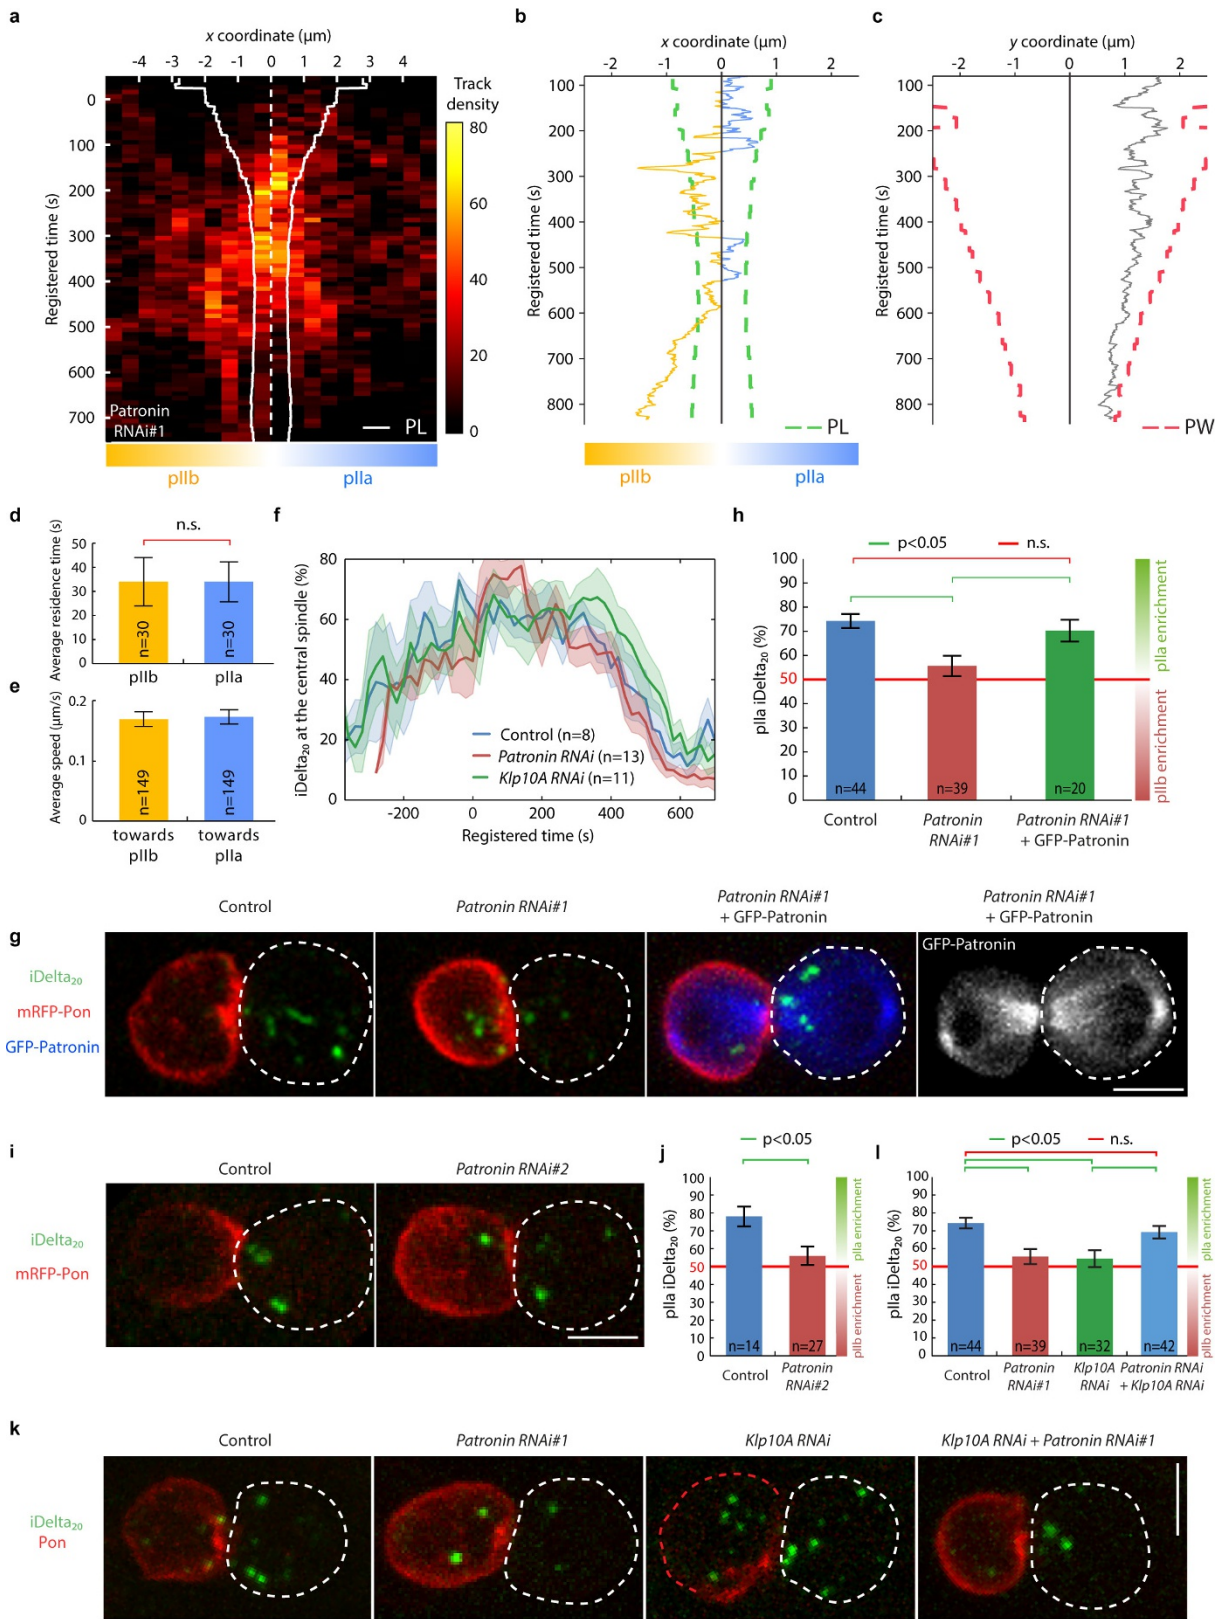 a
x coordinate (µm)
-4 -3 -2 -1 0 1 2 3 4
Track
density
0
100
200
300
400
500
600
700
Registered time (s)
80
60
40
20
0
Patronin
RNAi#1
PL
pIIb pIIa
b
x coordinate (µm)
-2 -1 0 1 2
100
200
300
400
500
600
700
800
Registered time (s)
PL
pIIb pIIa
c
y coordinate (µm)
-2 -1 0 1 2
100
200
300
400
500
600
700
800
Registered time (s)
PW
d
n.s.
Average residence time (s)
50
40
30
20
10
0
n=30 n=30
pIIb pIIa
e
Average speed (µm/s)
0.2
0.1
0
n=149 n=149
towards towards
pIIb pIIa
f
iDelta₂₀ at the central spindle (%)
80
60
40
20
0
Control (n=8)
Patronin RNAi (n=13)
Klp10A RNAi (n=11)
-200 0 200 400 600
Registered time (s)
h
p<0.05 n.s.
pIIa iDelta₂₀ (%)
100
90
80
70
60
50
40
30
20
10
0
n=44 n=39 n=20
Control Patronin Patronin RNAi#1
RNAi#1 + GFP-Patronin
pIIa enrichment
pIIb enrichment
g
Control Patronin RNAi#1 Patronin RNAi#1 Patronin RNAi#1
+ GFP-Patronin + GFP-Patronin
iDelta₂₀
mRFP-Pon
GFP-Patronin
GFP-Patronin
i
Control Patronin RNAi#2
iDelta₂₀
mRFP-Pon
j
p<0.05
pIIa iDelta₂₀ (%)
100
90
80
70
60
50
40
30
20
10
0
n=14 n=27
Control Patronin
RNAi#2
pIIa enrichment
pIIb enrichment
l
p<0.05 n.s.
pIIa iDelta₂₀ (%)
100
90
80
70
60
50
40
30
20
10
0
n=44 n=39 n=32 n=42
Control Patronin Klp10A Patronin RNAi
RNAi#1 RNAi + Klp10A RNAi
pIIa enrichment
pIIb enrichment
k
Control Patronin RNAi#1 Klp10A RNAi Klp10A RNAi + Patronin RNAi#1
iDelta₂₀
Pon